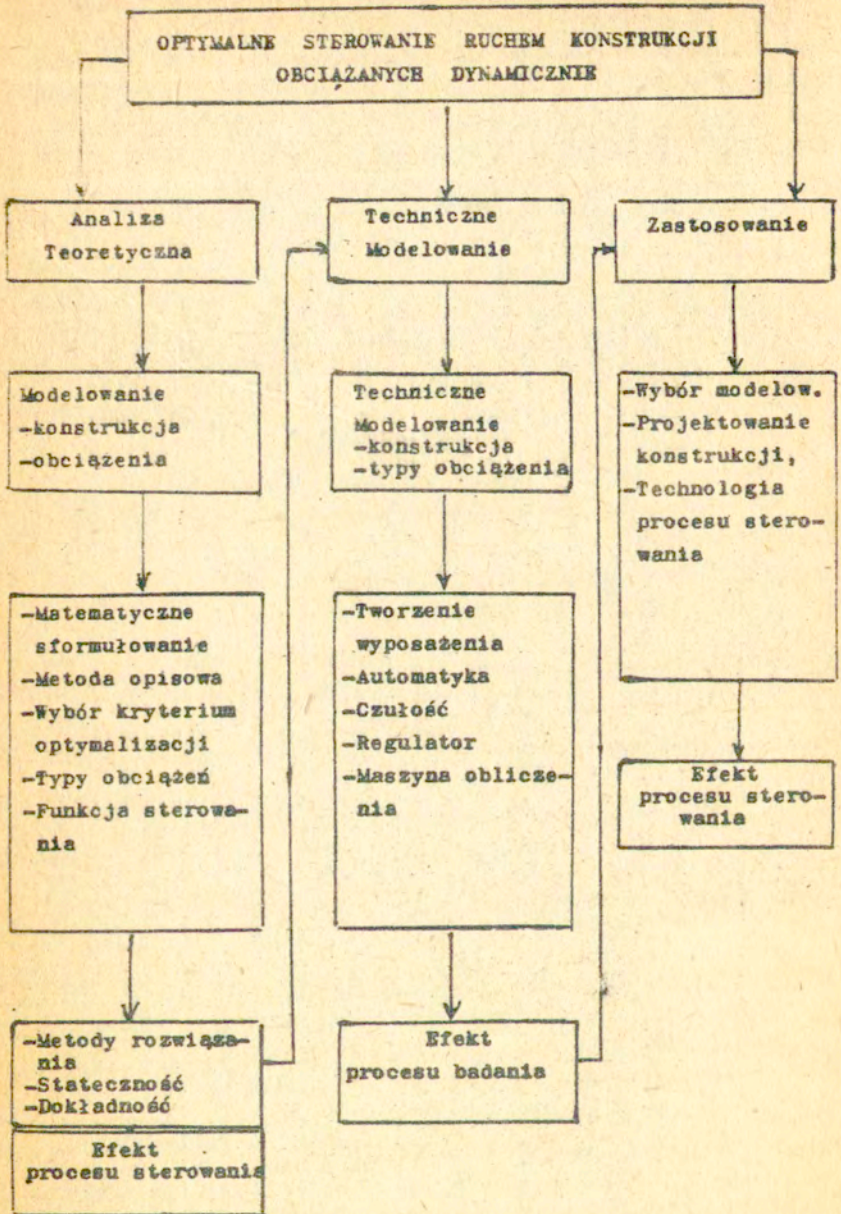 OPTYMALNE STEROWANIE RUCHEM KONSTRUKCJI
OBCIĄŻANYCH DYNAMICZNIE
Analiza
Teoretyczna
Modelowanie
-konstrukcja
-obciążenia
-Matematyczne
sformułowanie
-Metoda opisowa
-Wybór kryterium
optymalizacji
-Typy obciążeń
-Funkcja sterowa-
nia
-Metody rozwiąza-
nia
-Stateczność
-Dokładność
Efekt
procesu sterowania
Techniczne
Modelowanie
Techniczne
Modelowanie
-konstrukcja
-typy obciążenia
-Tworzenie
wyposażenia
-Automatyka
-Czułość
-Regulator
-Maszyna oblicze-
nia
Efekt
procesu badania
Zastosowanie
-Wybór modelow.
-Projektowanie
konstrukcji,
-Technologia
procesu stero-
wania
Efekt
procesu stero-
wania